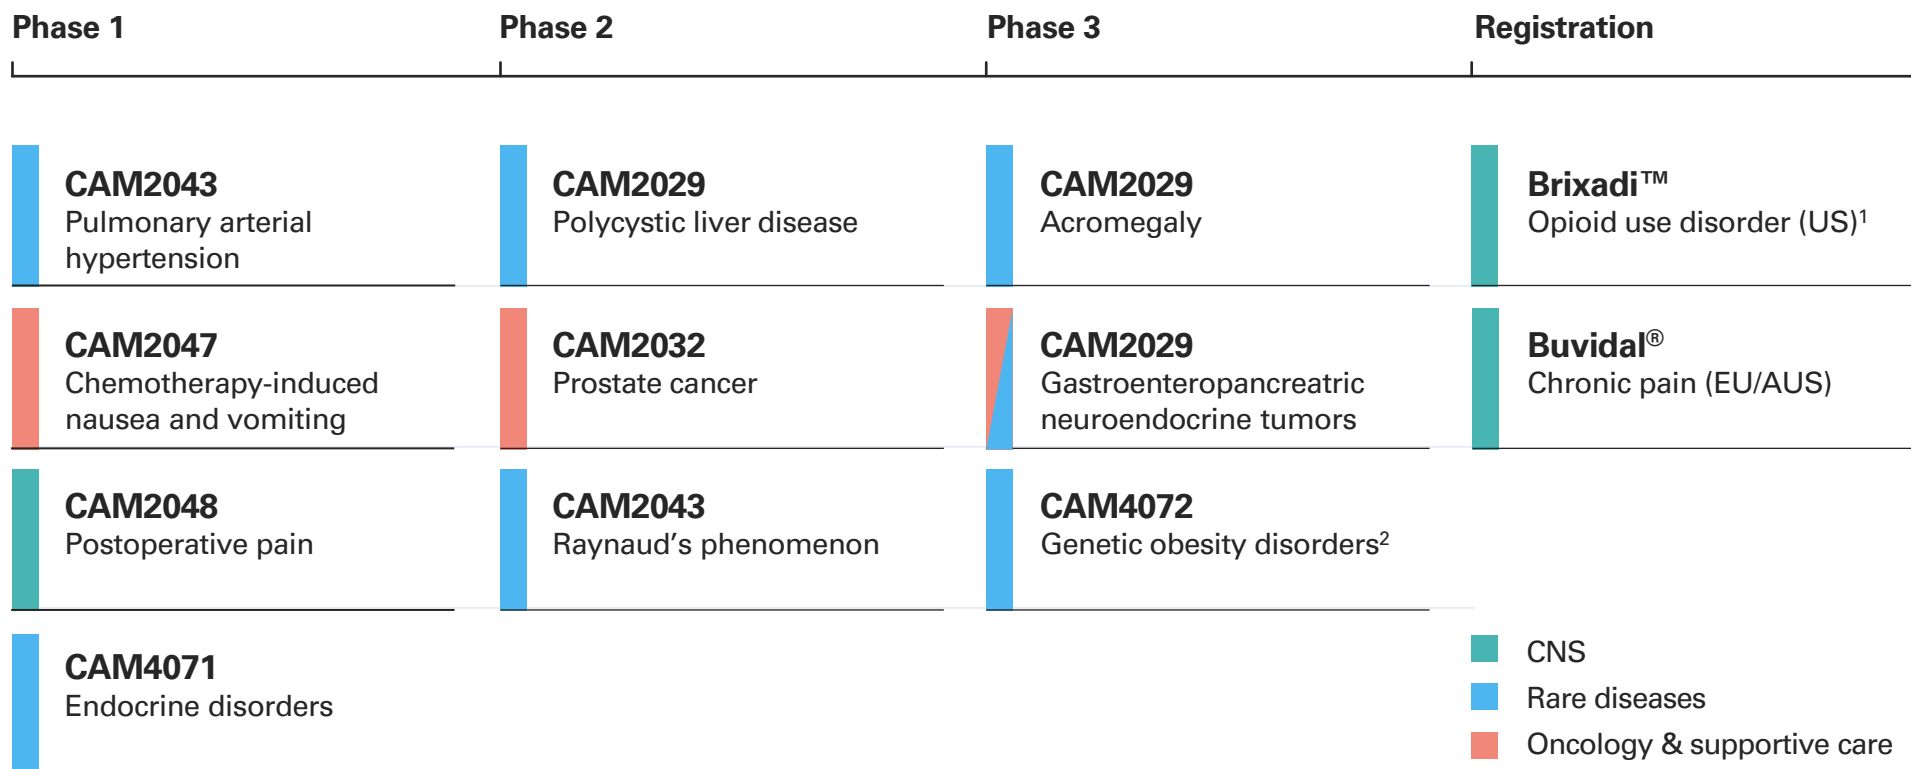 Phase 1
Phase 2
Phase 3
Registration
CAM2043
Pulmonary arterial
hypertension
CAM2029
Polycystic liver disease
CAM2029
Acromegaly
Brixadi™
Opioid use disorder (US)¹
CAM2047
Chemotherapy-induced
nausea and vomiting
CAM2032
Prostate cancer
CAM2029
Gastroenteropancreatric
neuroendocrine tumors
Buvidal®
Chronic pain (EU/AUS)
CAM2048
Postoperative pain
CAM2043
Raynaud’s phenomenon
CAM4072
Genetic obesity disorders²
CAM4071
Endocrine disorders
CNS
Rare diseases
Oncology & supportive care